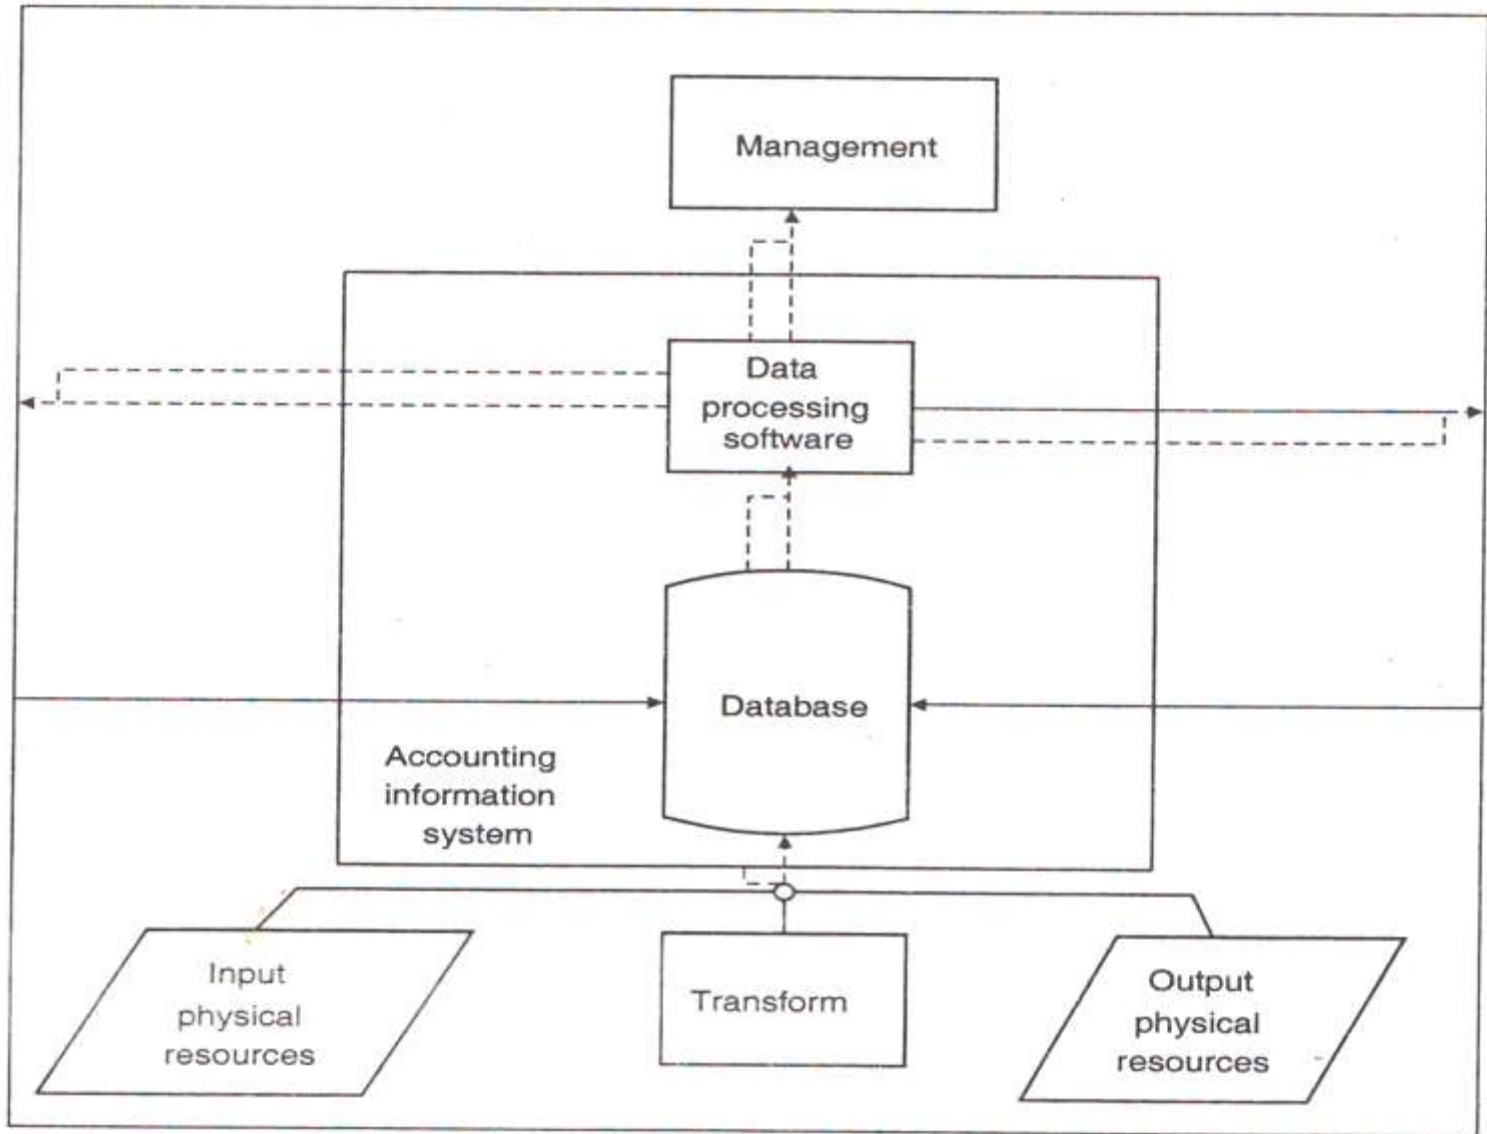 Management
Data
processing
software
Database
Accounting
information
system
Input
physical
resources
Transform
Output
physical
resources